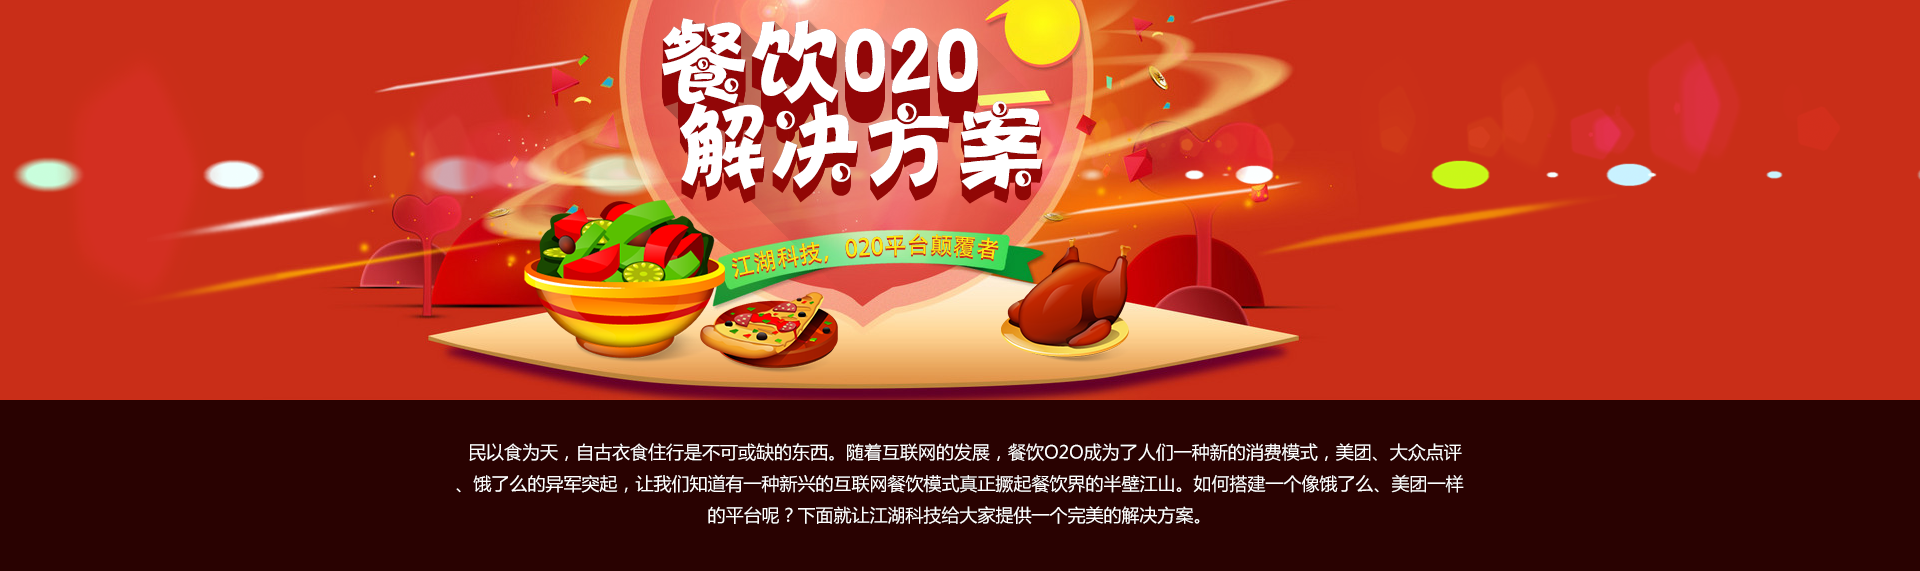 餐饮O2O
解决方案
江湖科技，O2O平台颠覆者
民以食为天，自古衣食住行是不可或缺的东西。随着互联网的发展，餐饮O2O成为了人们一种新的消费模式，美团、大众点评
、饿了么的异军突起，让我们知道有一种新兴的互联网餐饮模式真正撅起餐饮界的半壁江山。如何搭建一个像饿了么、美团一样
的平台呢？下面就让江湖科技给大家提供一个完美的解决方案。